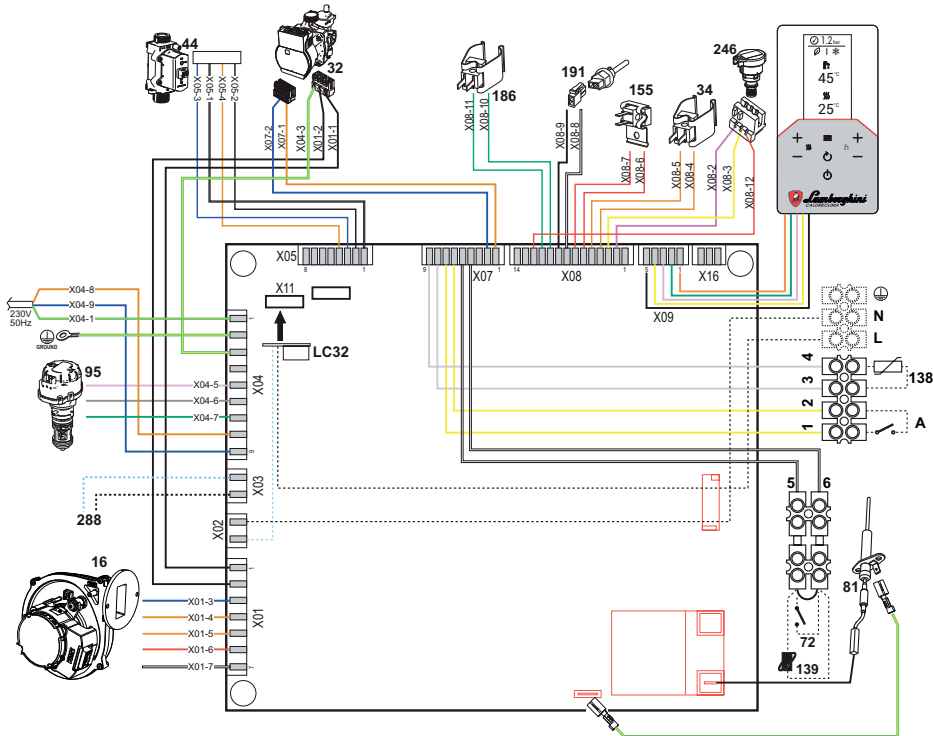 44
X05-3
X05-1
X05-4
X05-2
32
X07-2
X07-1
X04-3
X01-2
X01-1
186
X08-11
X08-10
191
X08-9
X08-8
155
X08-7
X08-6
34
X08-5
X08-4
246
X08-2
X08-3
X08-12
1.2 bar
45°C
25°C
+ +
h
− −
Lamborghini
CALORECLIMA
X05
8 1
9 X07 1
14 X08 1
5 1
X09
X16
X11
LC32
230V
50Hz
X04-8
X04-9
X04-1
GROUND
1
X04
9
95
X04-5
X04-6
X04-7
X03
288
X02
16
1
X01
7
X01-3
X01-4
X01-5
X01-6
X01-7
N
L
4
3
2
1
138
A
5 6
72
139
81